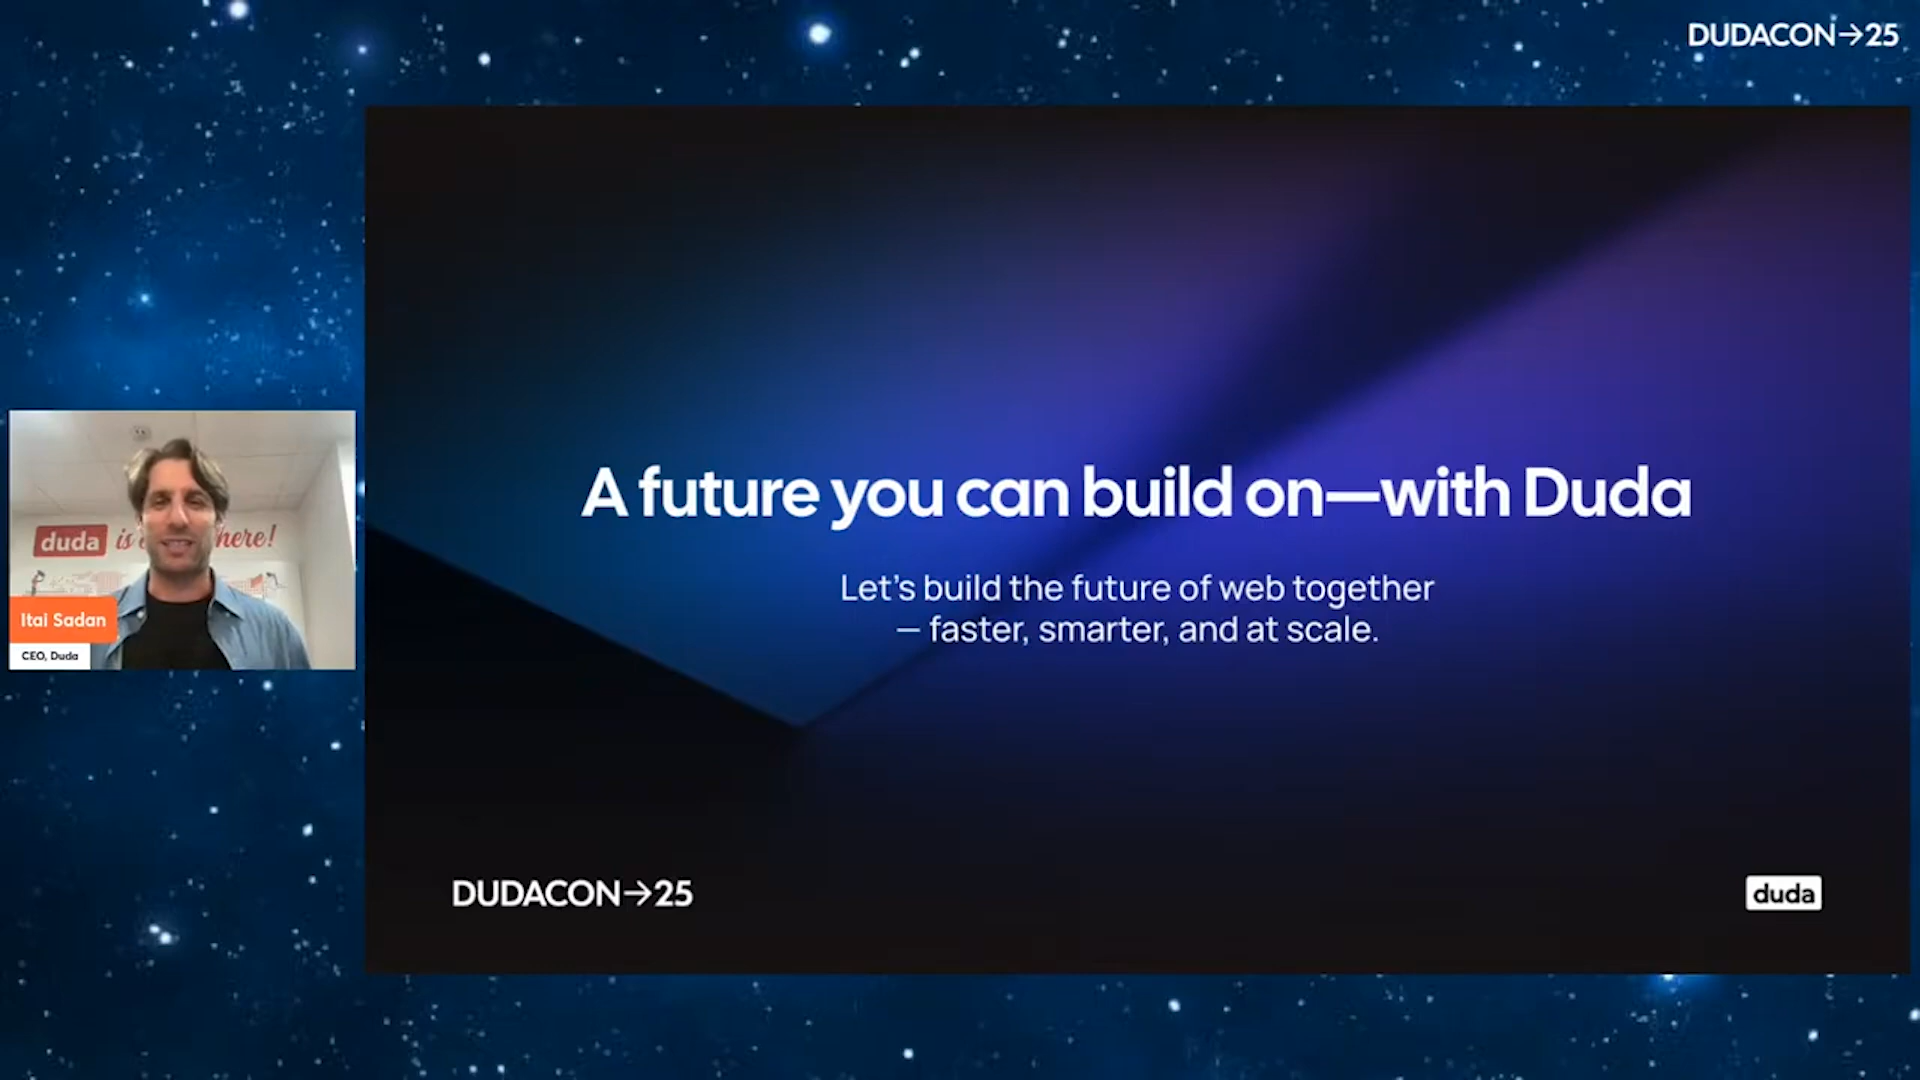 DUDACON→25
A future you can build on—with Duda
Let's build the future of web together
— faster, smarter, and at scale.
duda is here!
Itai Sadan
CEO, Duda
DUDACON→25
duda